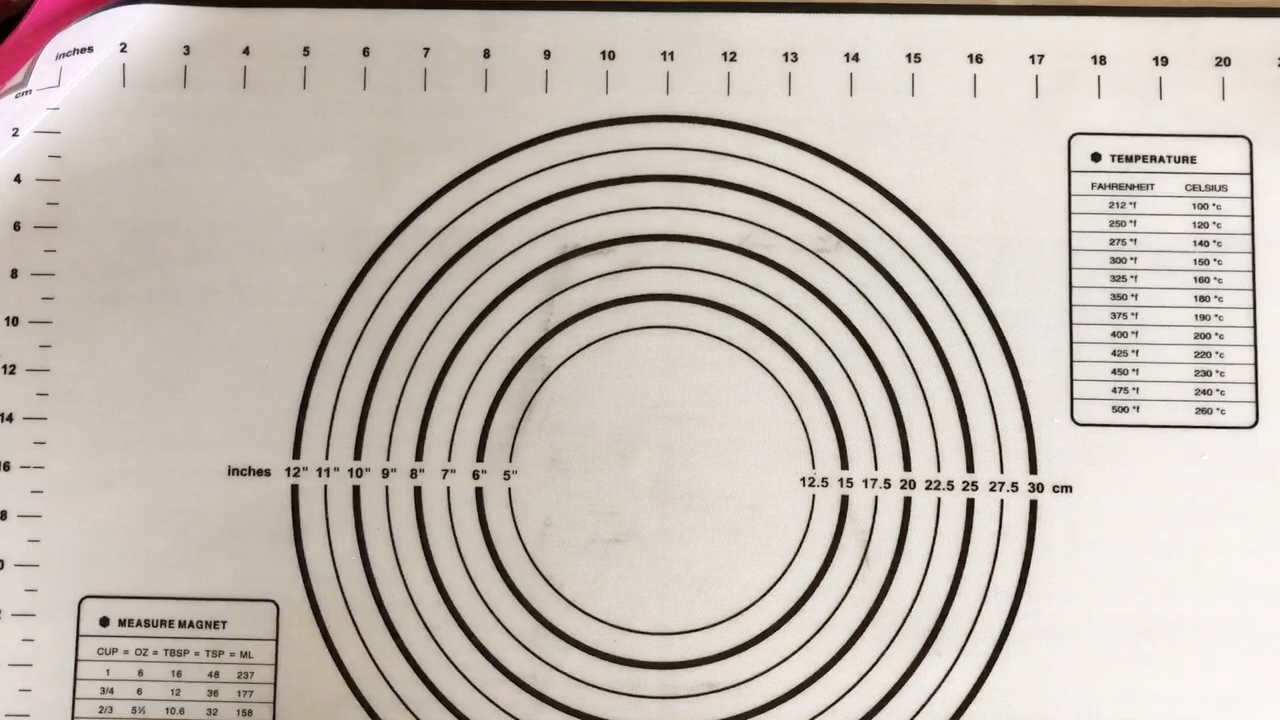 inches 2 3 4 5 6 7 8 9 10 11 12 13 14 15 16 17 18 19 20
cm
2
4
6
8
10
12
14
TEMPERATURE
FAHRENHEIT CELSIUS
212 °f 100 °c
250 °f 120 °c
275 °f 140 °c
300 °f 150 °c
325 °f 160 °c
350 °f 180 °c
375 °f 190 °c
400 °f 200 °c
425 °f 220 °c
450 °f 230 °c
475 °f 240 °c
500 °f 260 °c
inches 12" 11" 10" 9" 8" 7" 6" 5"
12.5 15 17.5 20 22.5 25 27.5 30 cm
MEASURE MAGNET
CUP = OZ = TBSP = TSP = ML
1 6 16 48 237
3/4 6 12 36 177
2/3 5⅓ 10.6 32 158